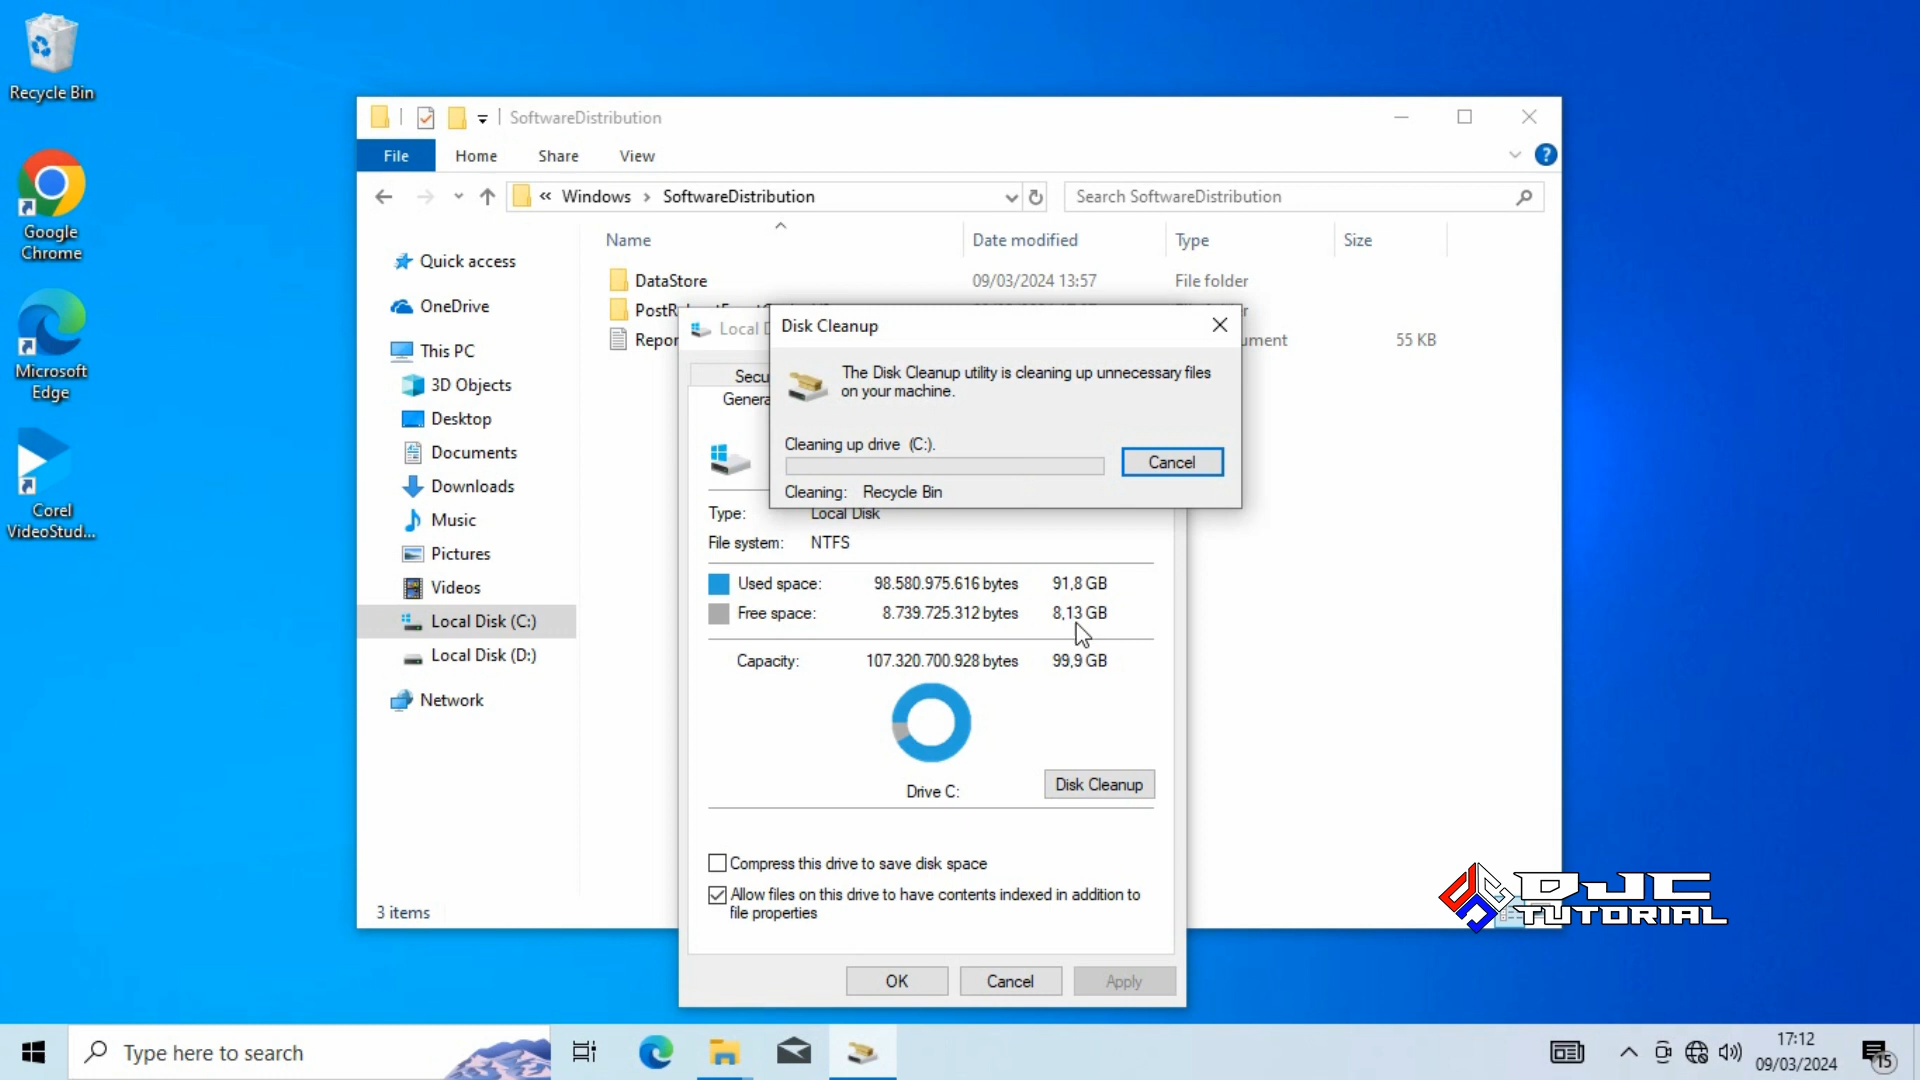 Recycle Bin
Google
Chrome
Microsoft
Edge
Corel
VideoStud...
SoftwareDistribution
File Home Share View
« Windows › SoftwareDistribution
Search SoftwareDistribution
Quick access
OneDrive
This PC
3D Objects
Desktop
Documents
Downloads
Music
Pictures
Videos
Local Disk (C:)
Local Disk (D:)
Network
3 items
Name Date modified Type Size
DataStore 09/03/2024 13:57 File folder
PostR
Repor ument 55 KB
Local D
Secu
Genera
Disk Cleanup
The Disk Cleanup utility is cleaning up unnecessary files
on your machine.
Cleaning up drive (C:).
Cancel
Cleaning: Recycle Bin
Type: Local Disk
File system: NTFS
Used space: 98.580.975.616 bytes 91,8 GB
Free space: 8.739.725.312 bytes 8,13 GB
Capacity: 107.320.700.928 bytes 99,9 GB
Drive C:
Disk Cleanup
Compress this drive to save disk space
Allow files on this drive to have contents indexed in addition to
file properties
OK Cancel Apply
DJC
TUTORIAL
Type here to search
17:12
09/03/2024
15